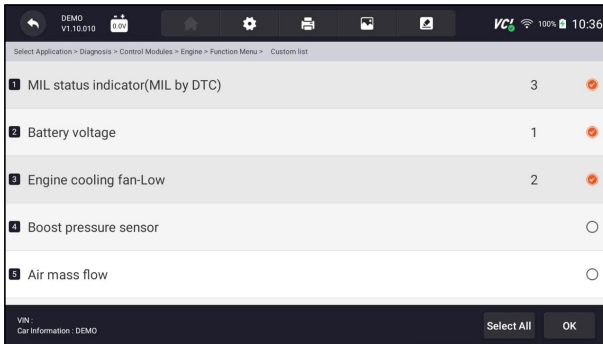 DEMO
V1.10.010
0.0V
VC! 100% 10:36
Select Application > Diagnosis > Control Modules > Engine > Function Menu > Custom list
1 MIL status indicator(MIL by DTC) 3
2 Battery voltage 1
3 Engine cooling fan-Low 2
4 Boost pressure sensor
5 Air mass flow
VIN :
Car Information : DEMO
Select All OK